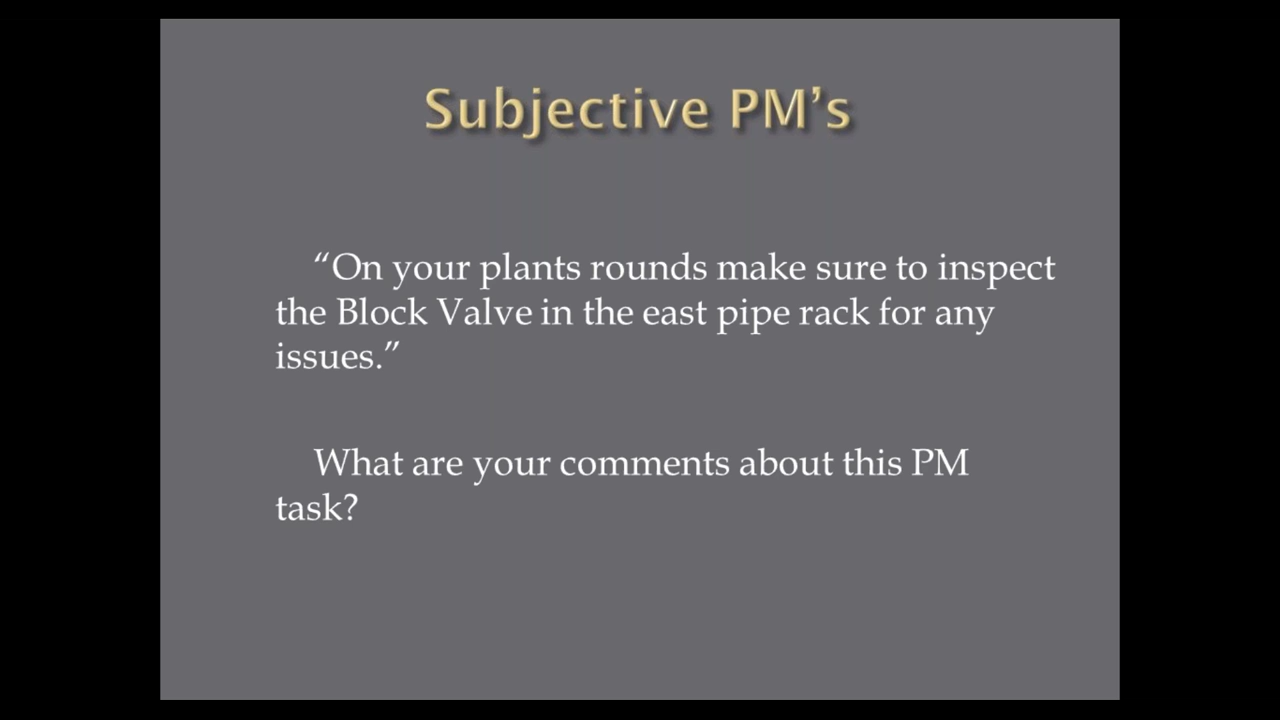 Subjective PM’s
“On your plants rounds make sure to inspect
the Block Valve in the east pipe rack for any
issues.”
What are your comments about this PM
task?